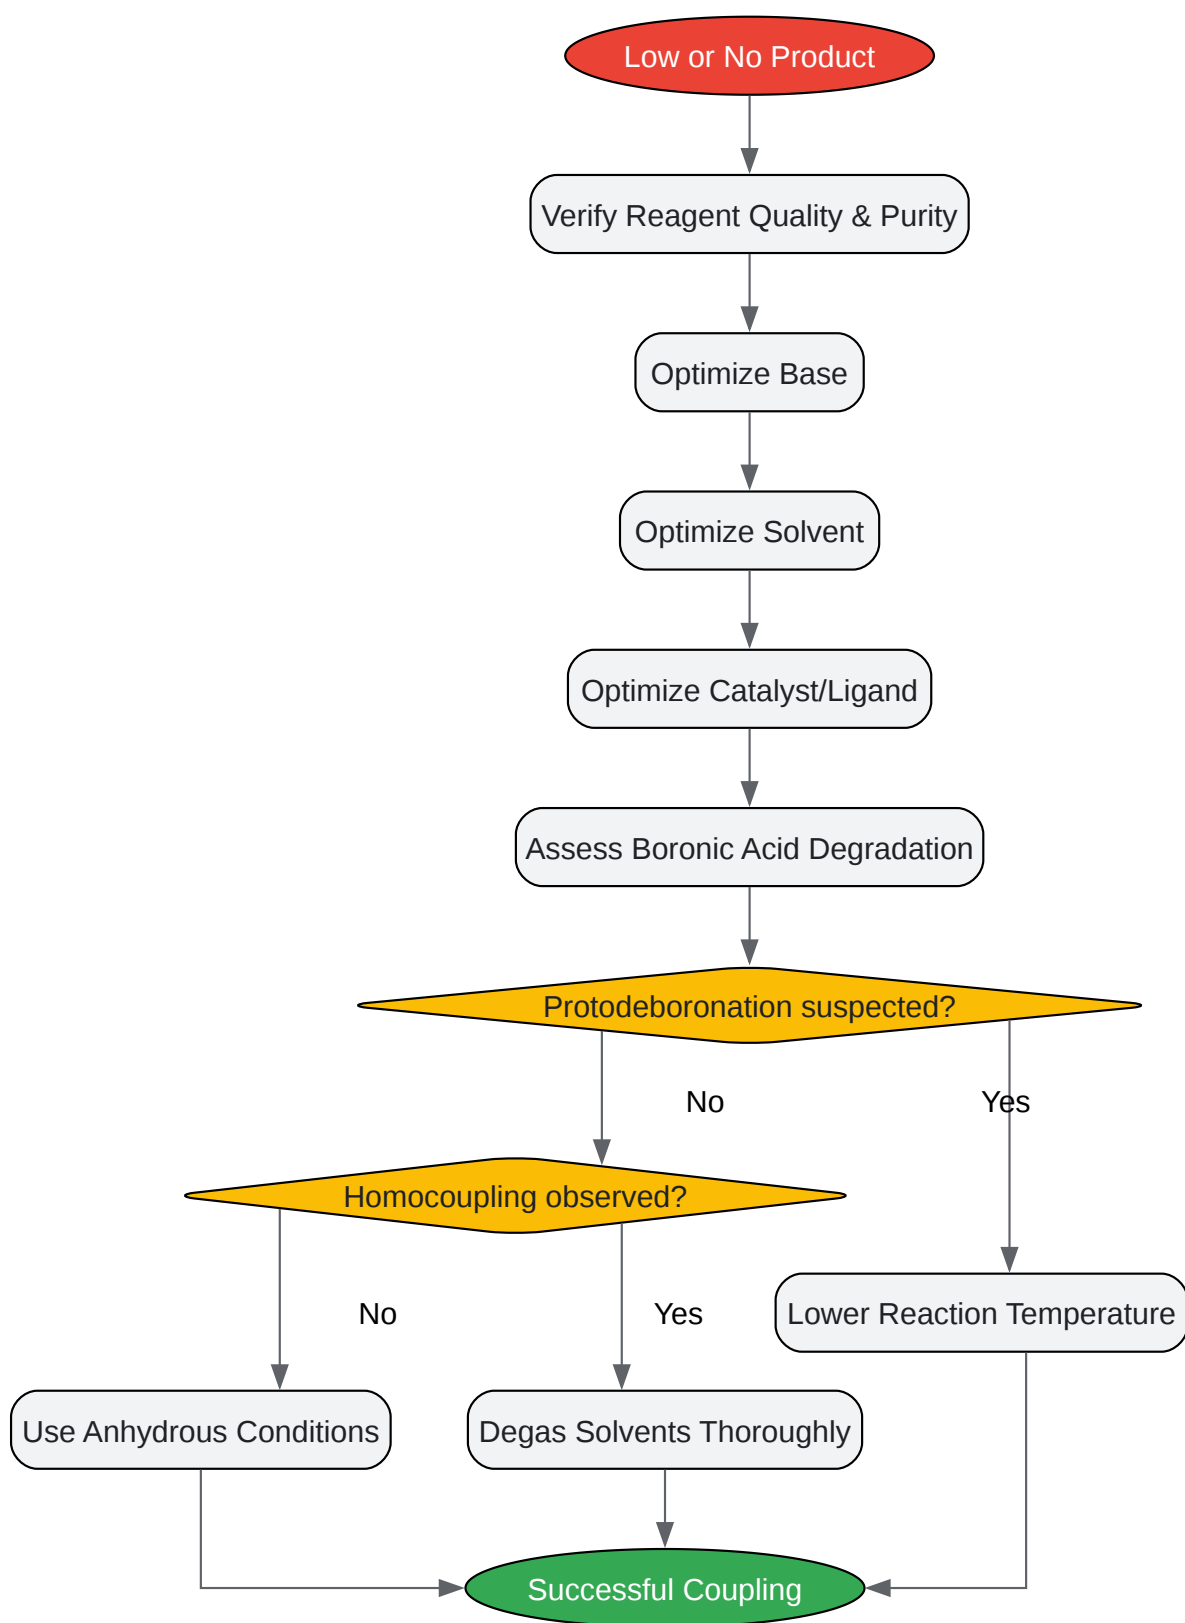 Low or No Product
Verify Reagent Quality & Purity
Optimize Base
Optimize Solvent
Optimize Catalyst/Ligand
Assess Boronic Acid Degradation
Protodeboronation suspected?
No
Yes
Homocoupling observed?
No
Yes
Lower Reaction Temperature
Use Anhydrous Conditions
Degas Solvents Thoroughly
Successful Coupling